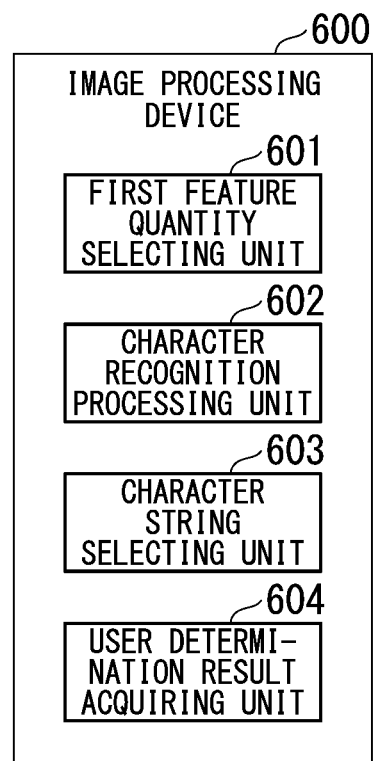 600
IMAGE PROCESSING
DEVICE
601
FIRST FEATURE
QUANTITY
SELECTING UNIT
602
CHARACTER
RECOGNITION
PROCESSING UNIT
603
CHARACTER
STRING
SELECTING UNIT
604
USER DETERMI-
NATION RESULT
ACQUIRING UNIT